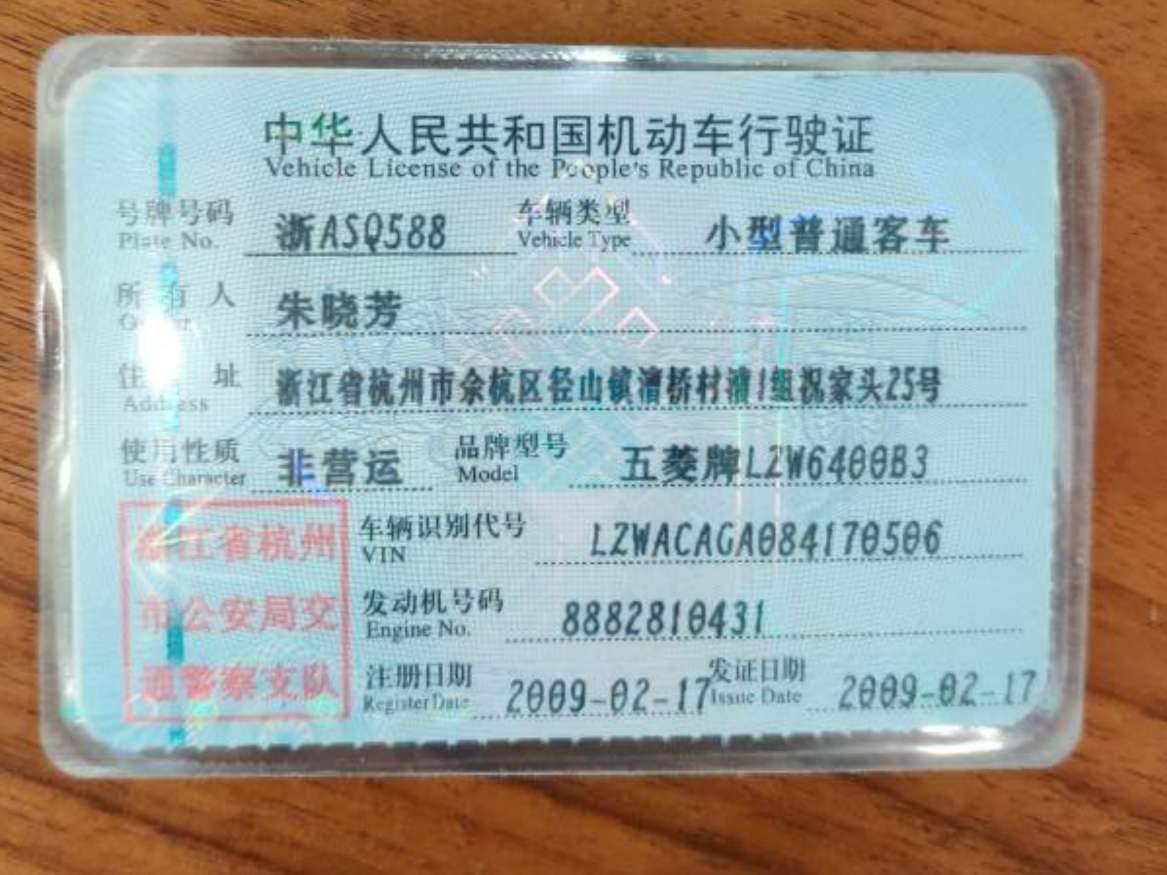 中华人民共和国机动车行驶证
Vehicle License of the People's Republic of China
号牌号码 浙ASQ588 车辆类型 小型普通客车
Plate No. Vehicle Type
所有人 朱晓芳
Owner
住址 浙江省杭州市余杭区径山镇漕桥村漕1组祝家头25号
Address
使用性质 非营运 品牌型号 五菱牌LZW6400B3
Use Character Model
浙江省杭州
市公安局交
通警察支队
车辆识别代号 LZWACAGA084170506
VIN
发动机号码 8882810431
Engine No.
注册日期 2009-02-17 发证日期 2009-02-17
Register Date Issue Date